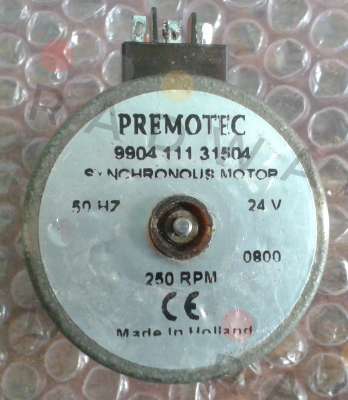 PREMOTEC
9904 111 31504
SYNCHRONOUS MOTOR
50 HZ 24 V
0800
250 RPM
CE
Made In Holland